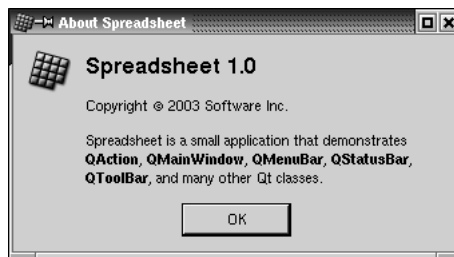 About Spreadsheet
Spreadsheet 1.0
Copyright © 2003 Software Inc.
Spreadsheet is a small application that demonstrates
QAction, QMainWindow, QMenuBar, QStatusBar,
QToolBar, and many other Qt classes.
OK